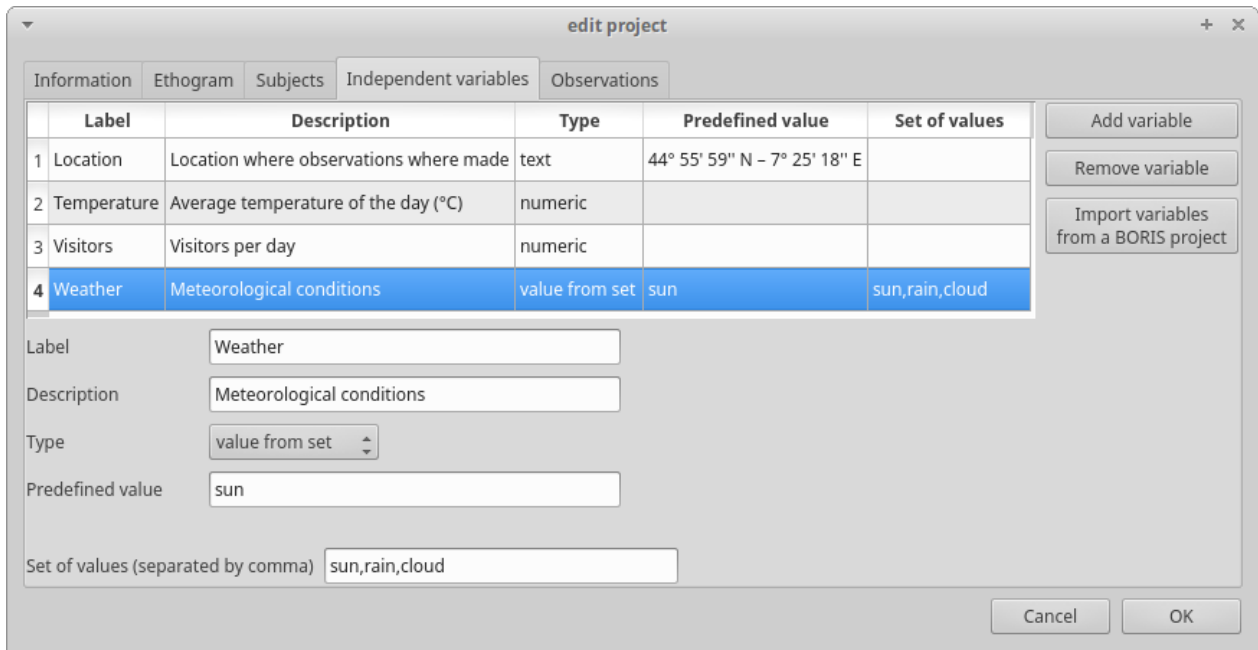 edit project
Information Ethogram Subjects Independent variables Observations
Label Description Type Predefined value Set of values
1 Location Location where observations where made text 44° 55' 59'' N – 7° 25' 18'' E
2 Temperature Average temperature of the day (°C) numeric
3 Visitors Visitors per day numeric
4 Weather Meteorological conditions value from set sun sun,rain,cloud
Add variable
Remove variable
Import variables
from a BORIS project
Label Weather
Description Meteorological conditions
Type value from set
Predefined value sun
Set of values (separated by comma) sun,rain,cloud
Cancel OK